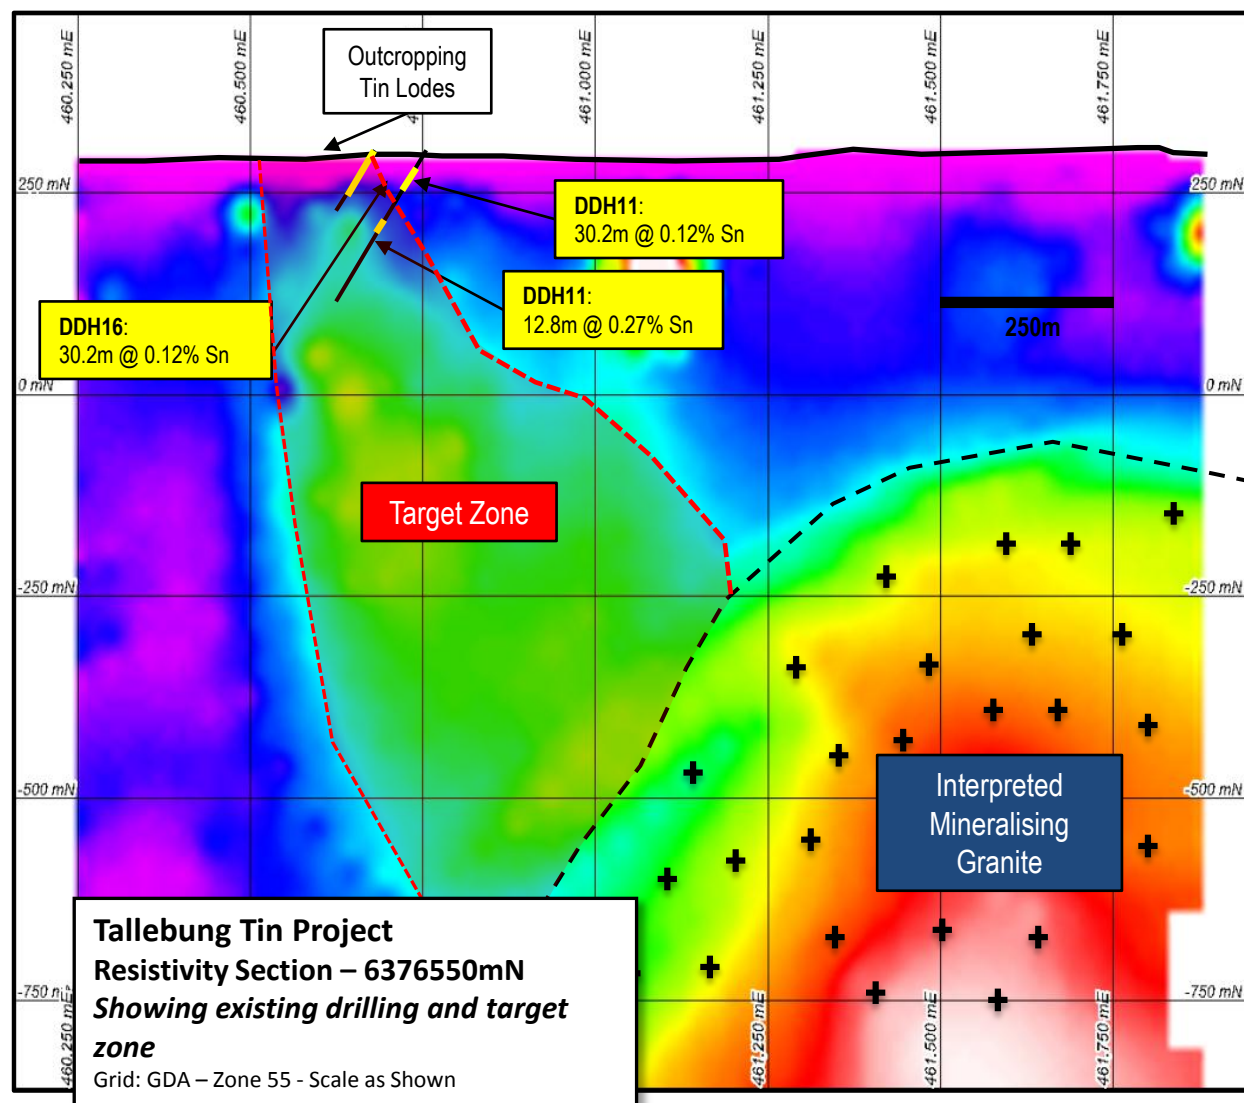 460.250 mE
460.500 mE
461.000 mE
461.250 mE
461.500 mE
461.750 mE
Outcropping
Tin Lodes
250 mN
250 mN
DDH11:
30.2m @ 0.12% Sn
DDH11:
12.8m @ 0.27% Sn
DDH16:
30.2m @ 0.12% Sn
250m
0 mN
0 mN
Target Zone
-250 mN
-250 mN
-500 mN
-500 mN
Interpreted
Mineralising
Granite
Tallebung Tin Project
Resistivity Section – 6376550mN
Showing existing drilling and target
zone
Grid: GDA – Zone 55 - Scale as Shown
-750
-750 mN
460.250 mE
461.250 mE
461.500 mE
461.750 mE